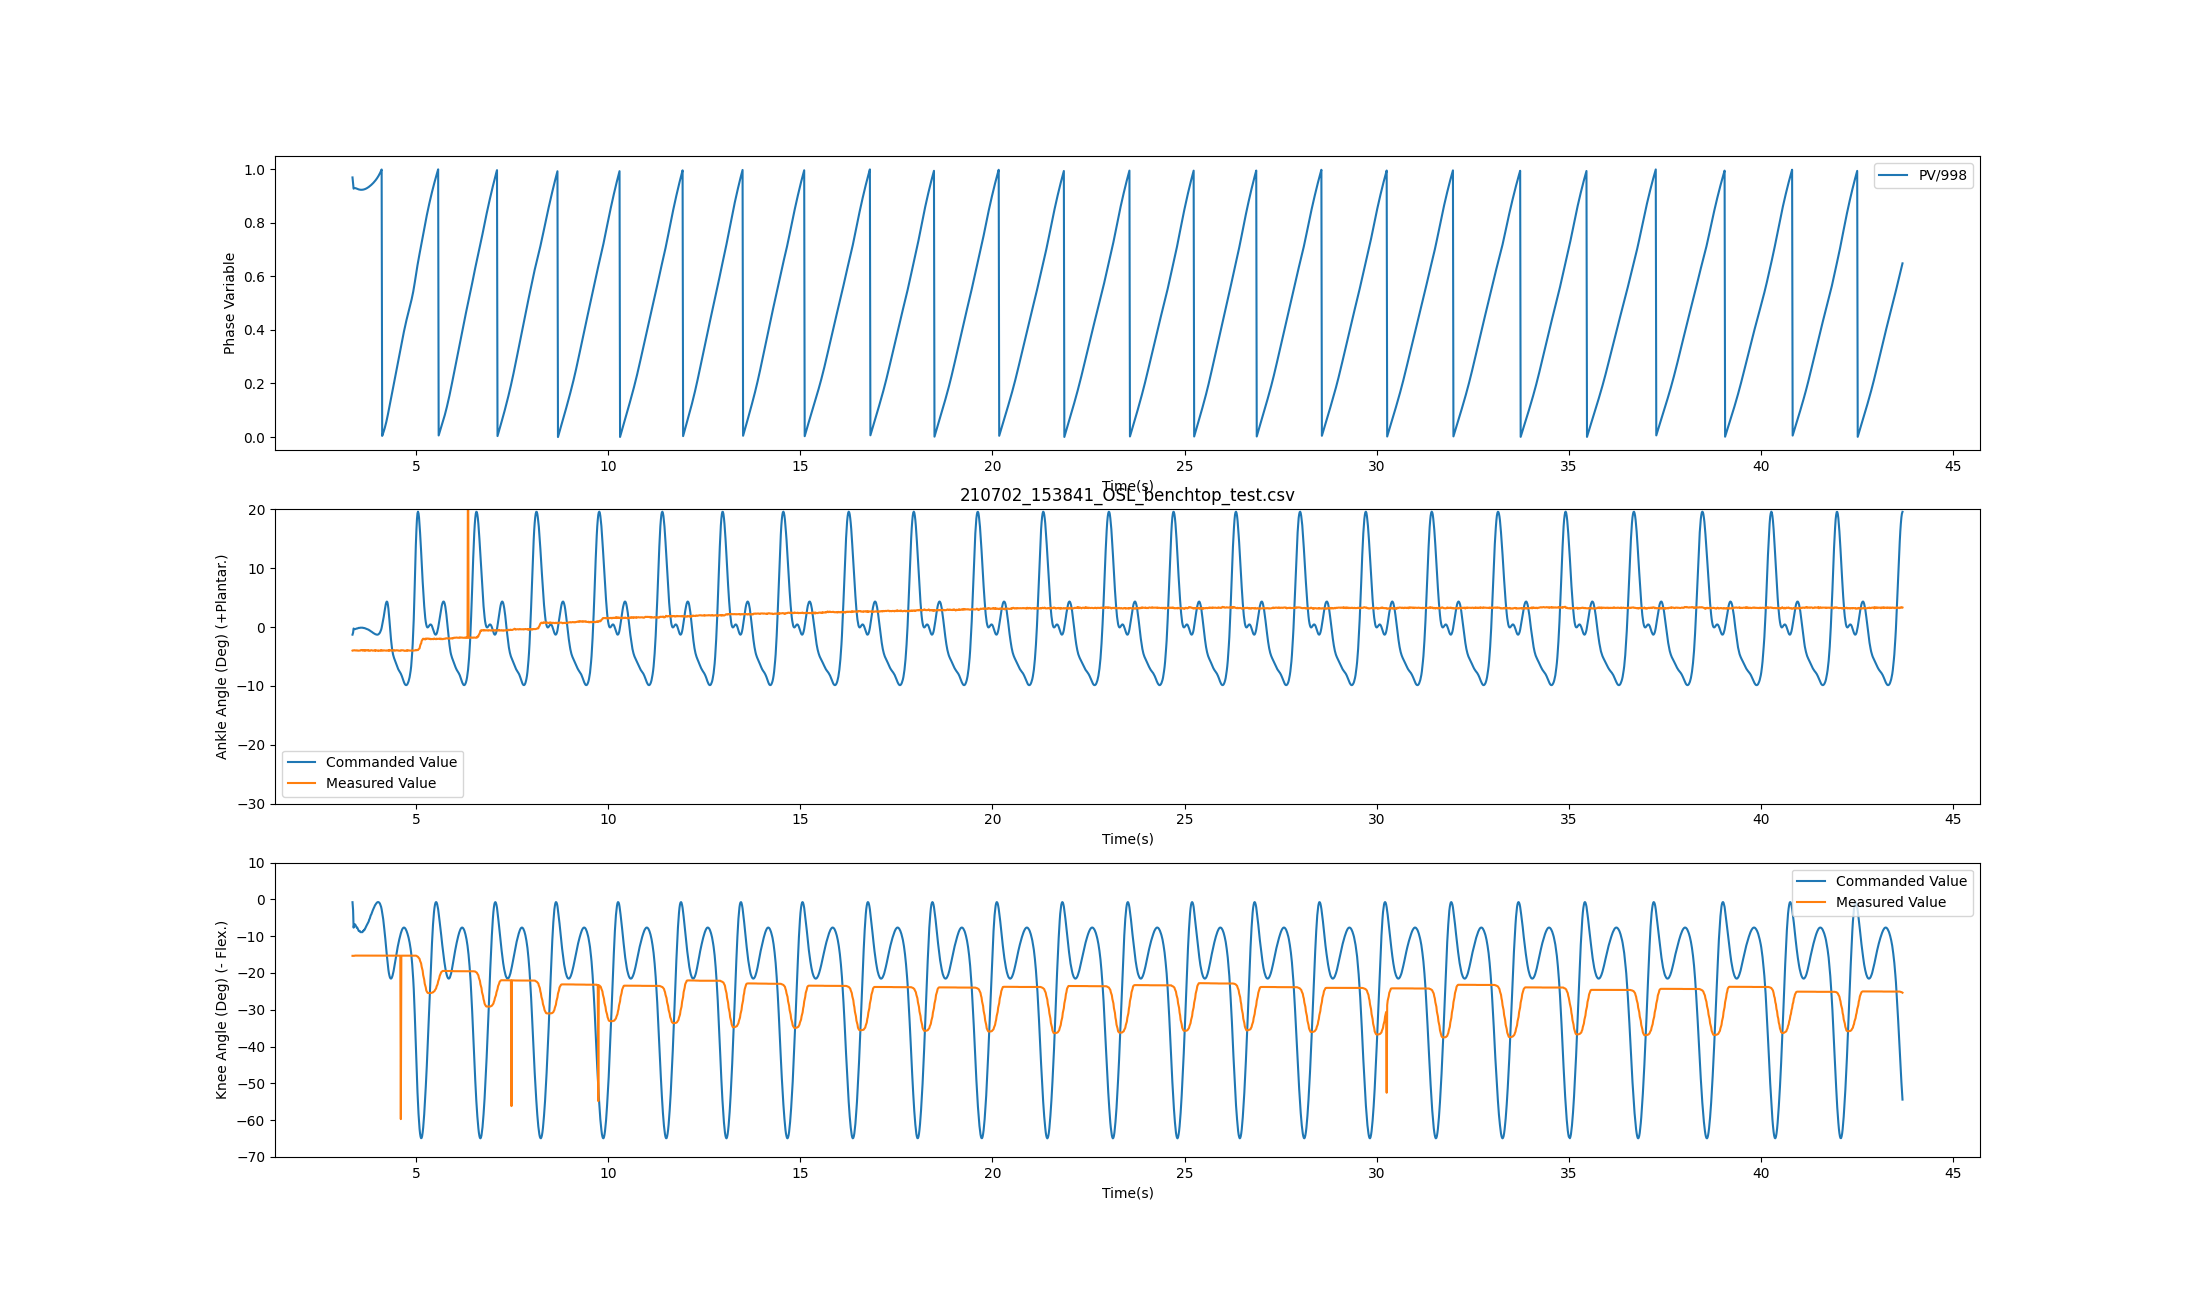 1.0
0.8
0.6
0.4
0.2
0.0
Phase Variable
PV/998
5 10 15 20 25 30 35 40 45
Time(s)
210702_153841_OSL_benchtop_test.csv
20
10
0
−10
−20
−30
Ankle Angle (Deg) (+Plantar.)
Commanded Value
Measured Value
5 10 15 20 25 30 35 40 45
Time(s)
10
0
−10
−20
−30
−40
−50
−60
−70
Knee Angle (Deg) (- Flex.)
Commanded Value
Measured Value
5 10 15 20 25 30 35 40 45
Time(s)